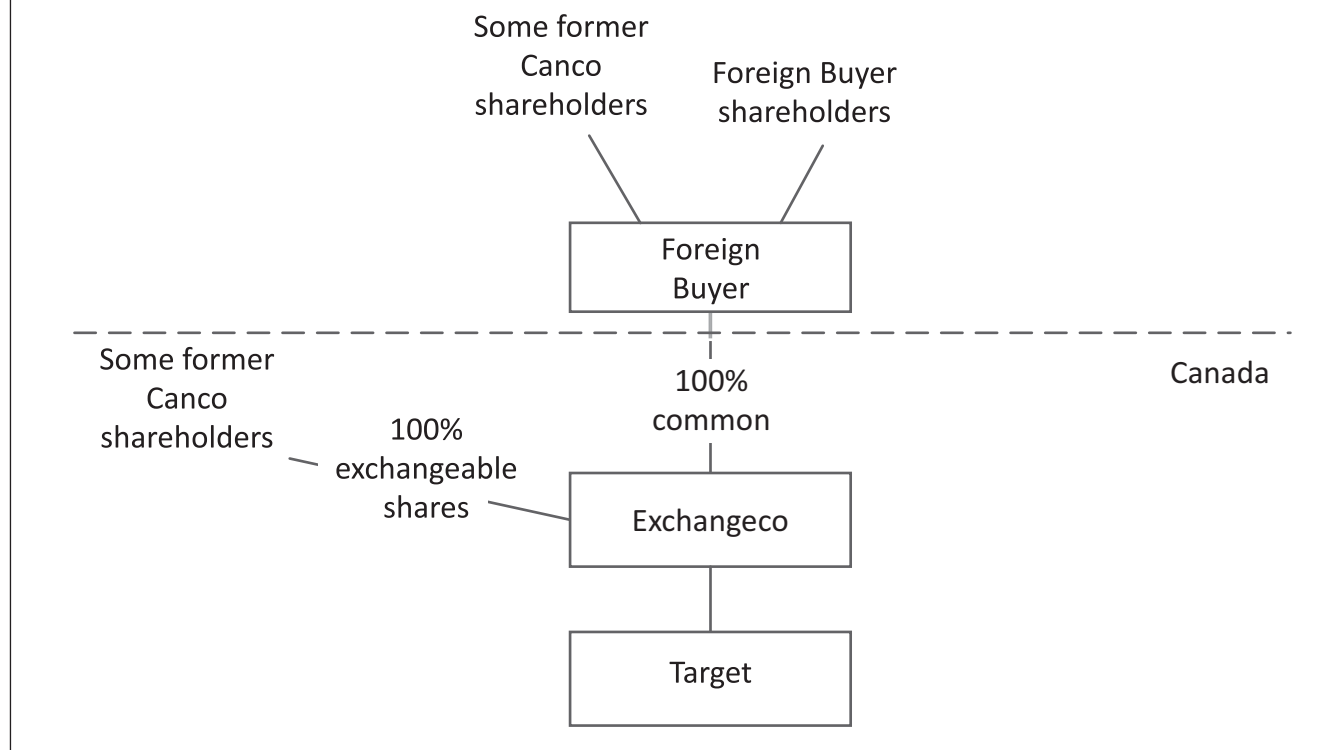 Some former
Canco
shareholders
Foreign Buyer
shareholders
Foreign
Buyer
Some former
Canco
shareholders
100%
common
Canada
100%
exchangeable
shares
Exchangeco
Target